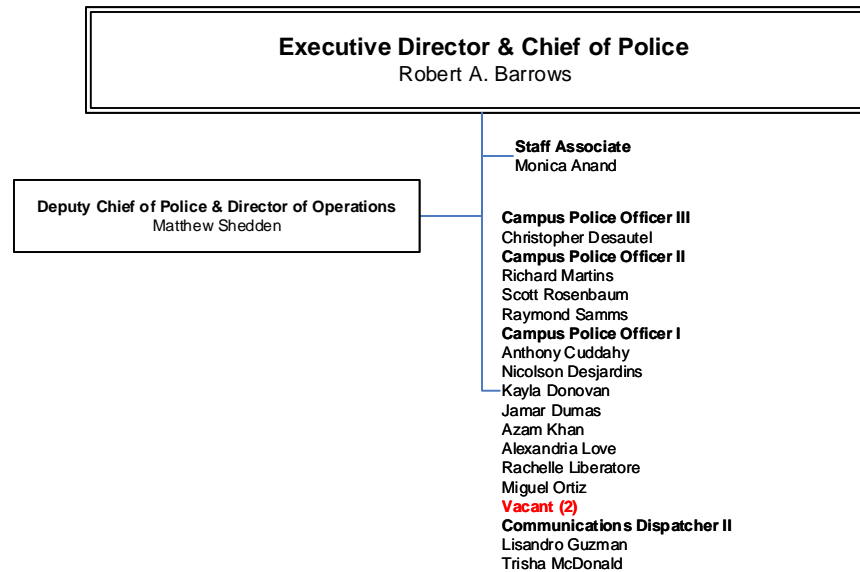 Executive Director & Chief of Police
Robert A. Barrows
Staff Associate
Monica Anand
Deputy Chief of Police & Director of Operations
Matthew Shedden
Campus Police Officer III
Christopher Desautel
Campus Police Officer II
Richard Martins
Scott Rosenbaum
Raymond Samms
Campus Police Officer I
Anthony Cuddahy
Nicolson Desjardins
Kayla Donovan
Jamar Dumas
Azam Khan
Alexandria Love
Rachelle Liberatore
Miguel Ortiz
Vacant (2)
Communications Dispatcher II
Lisandro Guzman
Trisha McDonald